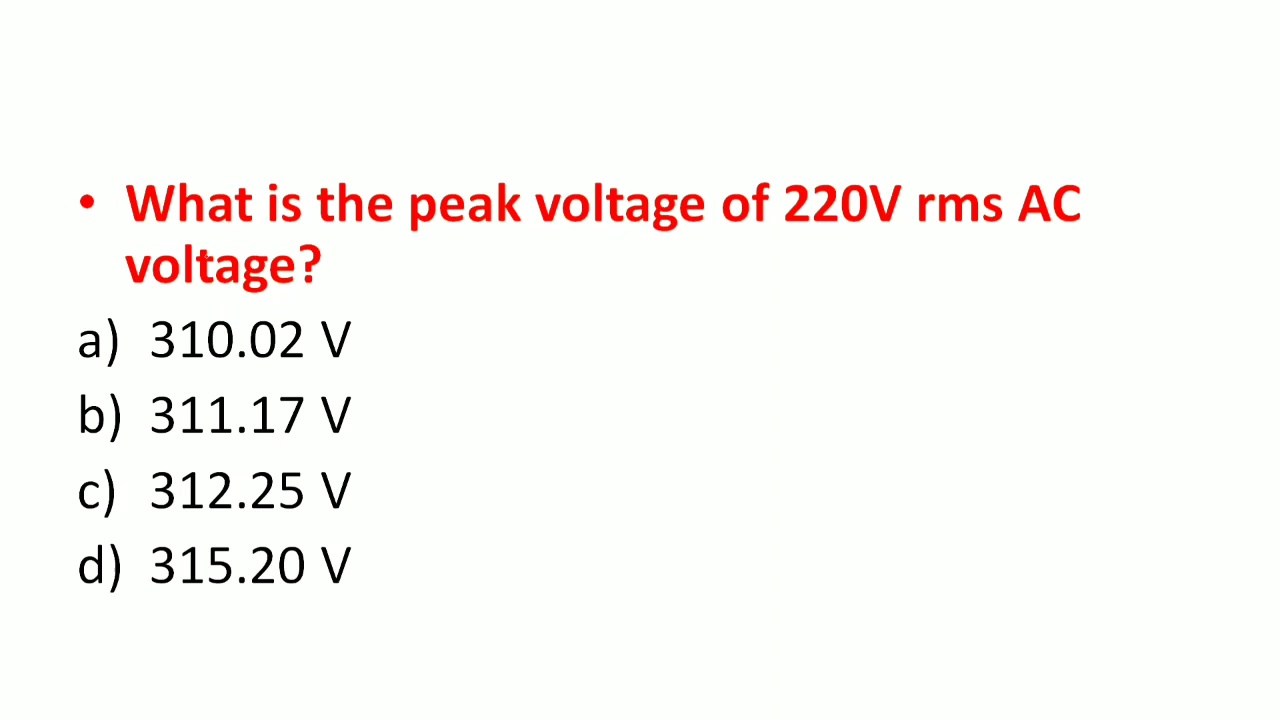 • What is the peak voltage of 220V rms AC
voltage?
a) 310.02 V
b) 311.17 V
c) 312.25 V
d) 315.20 V